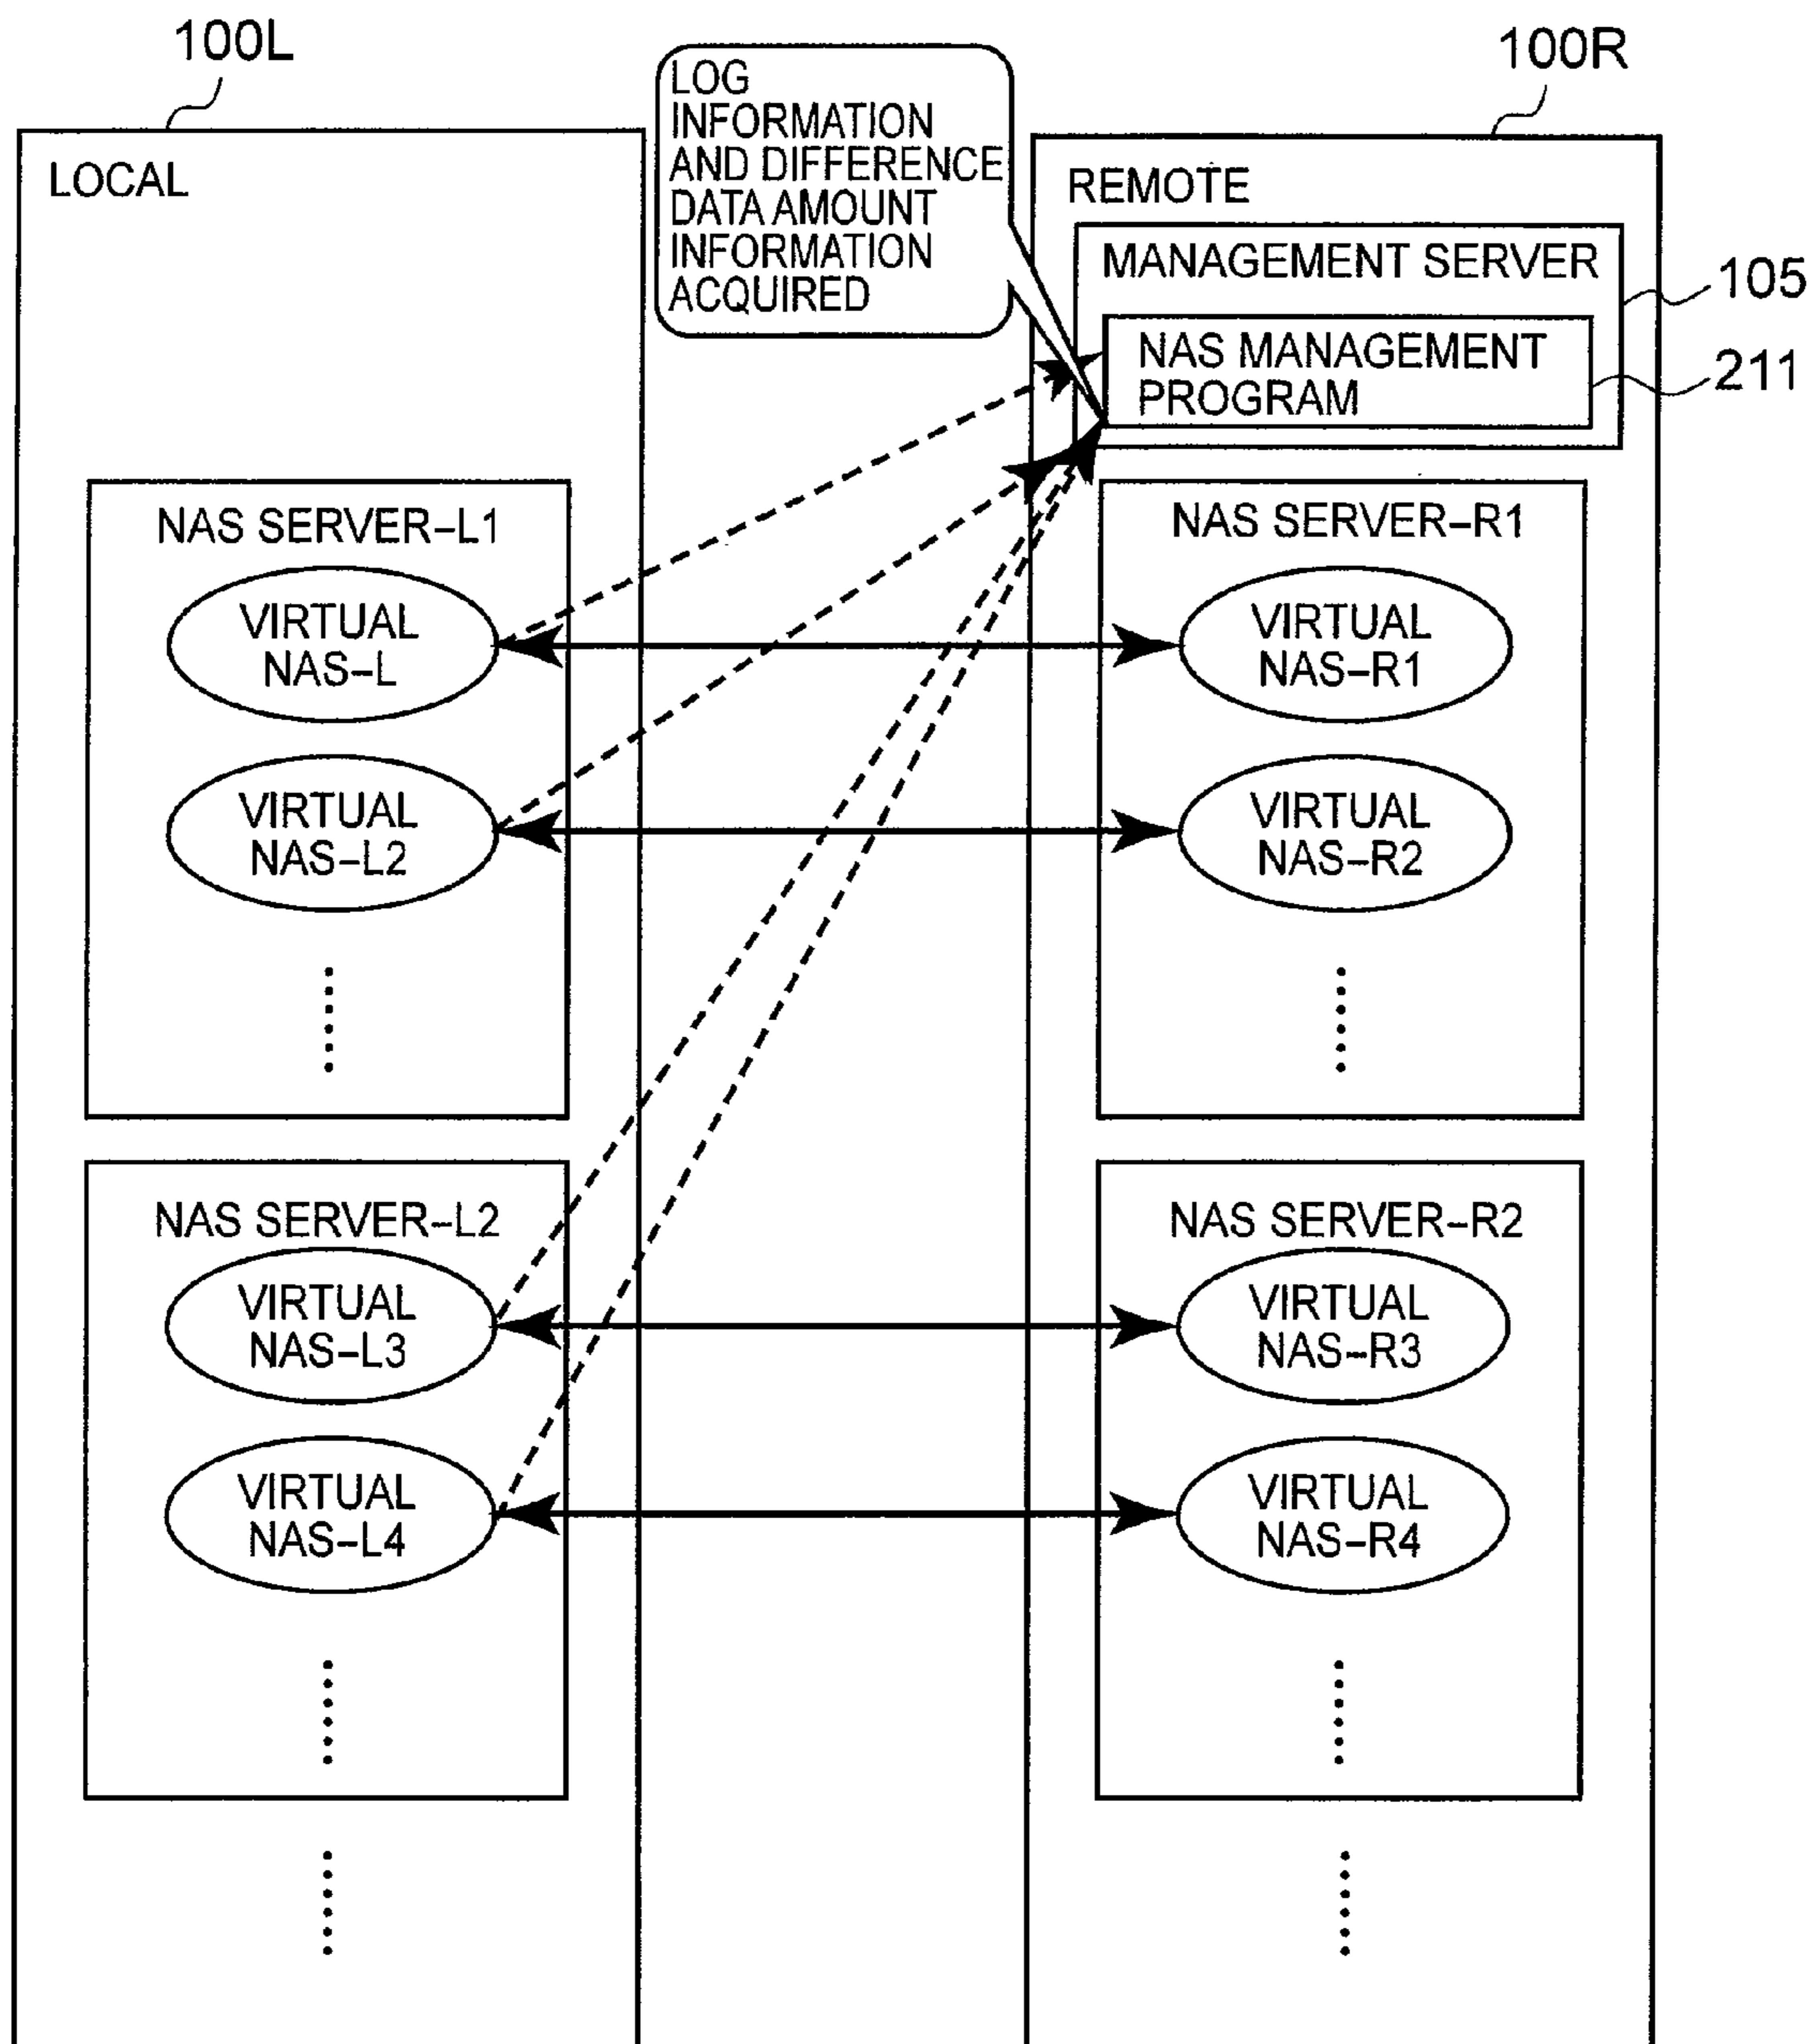 100L
100R
LOG
INFORMATION
AND DIFFERENCE
DATA AMOUNT
INFORMATION
ACQUIRED
LOCAL
REMOTE
MANAGEMENT SERVER
105
NAS MANAGEMENT
PROGRAM
211
NAS SERVER–L1
VIRTUAL
NAS–L
VIRTUAL
NAS–L2
NAS SERVER–R1
VIRTUAL
NAS–R1
VIRTUAL
NAS–R2
NAS SERVER–L2
VIRTUAL
NAS–L3
VIRTUAL
NAS–L4
NAS SERVER–R2
VIRTUAL
NAS–R3
VIRTUAL
NAS–R4